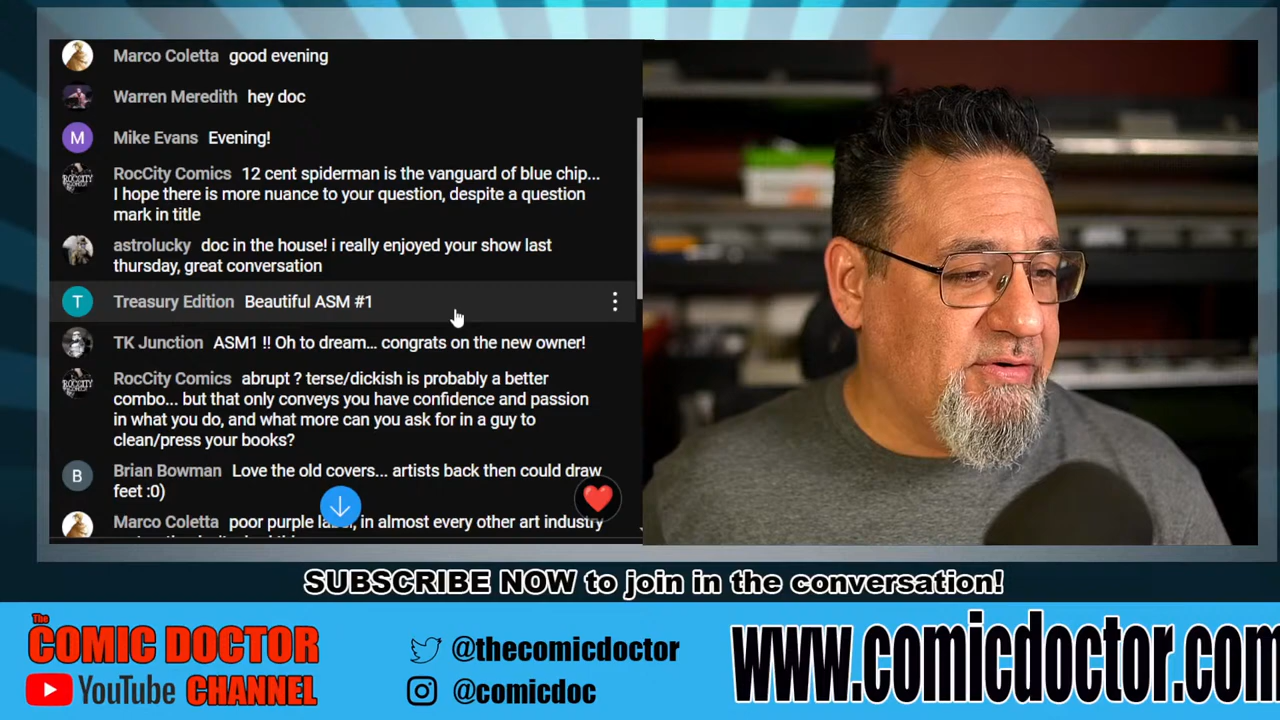 Marco Coletta good evening
Warren Meredith hey doc
M Mike Evans Evening!
RocCity Comics 12 cent spiderman is the vanguard of blue chip...
I hope there is more nuance to your question, despite a question
mark in title
astrolucky doc in the house! i really enjoyed your show last
thursday, great conversation
T Treasury Edition Beautiful ASM #1
TK Junction ASM1 !! Oh to dream... congrats on the new owner!
RocCity Comics abrupt ? terse/dickish is probably a better
combo... but that only conveys you have confidence and passion
in what you do, and what more can you ask for in a guy to
clean/press your books?
B Brian Bowman Love the old covers... artists back then could draw
feet :0)
Marco Coletta poor purple in almost every other art industry
SUBSCRIBE NOW to join in the conversation!
The
COMIC DOCTOR
YouTube CHANNEL
@thecomicdoctor
@comicdoc
www.comicdoctor.com